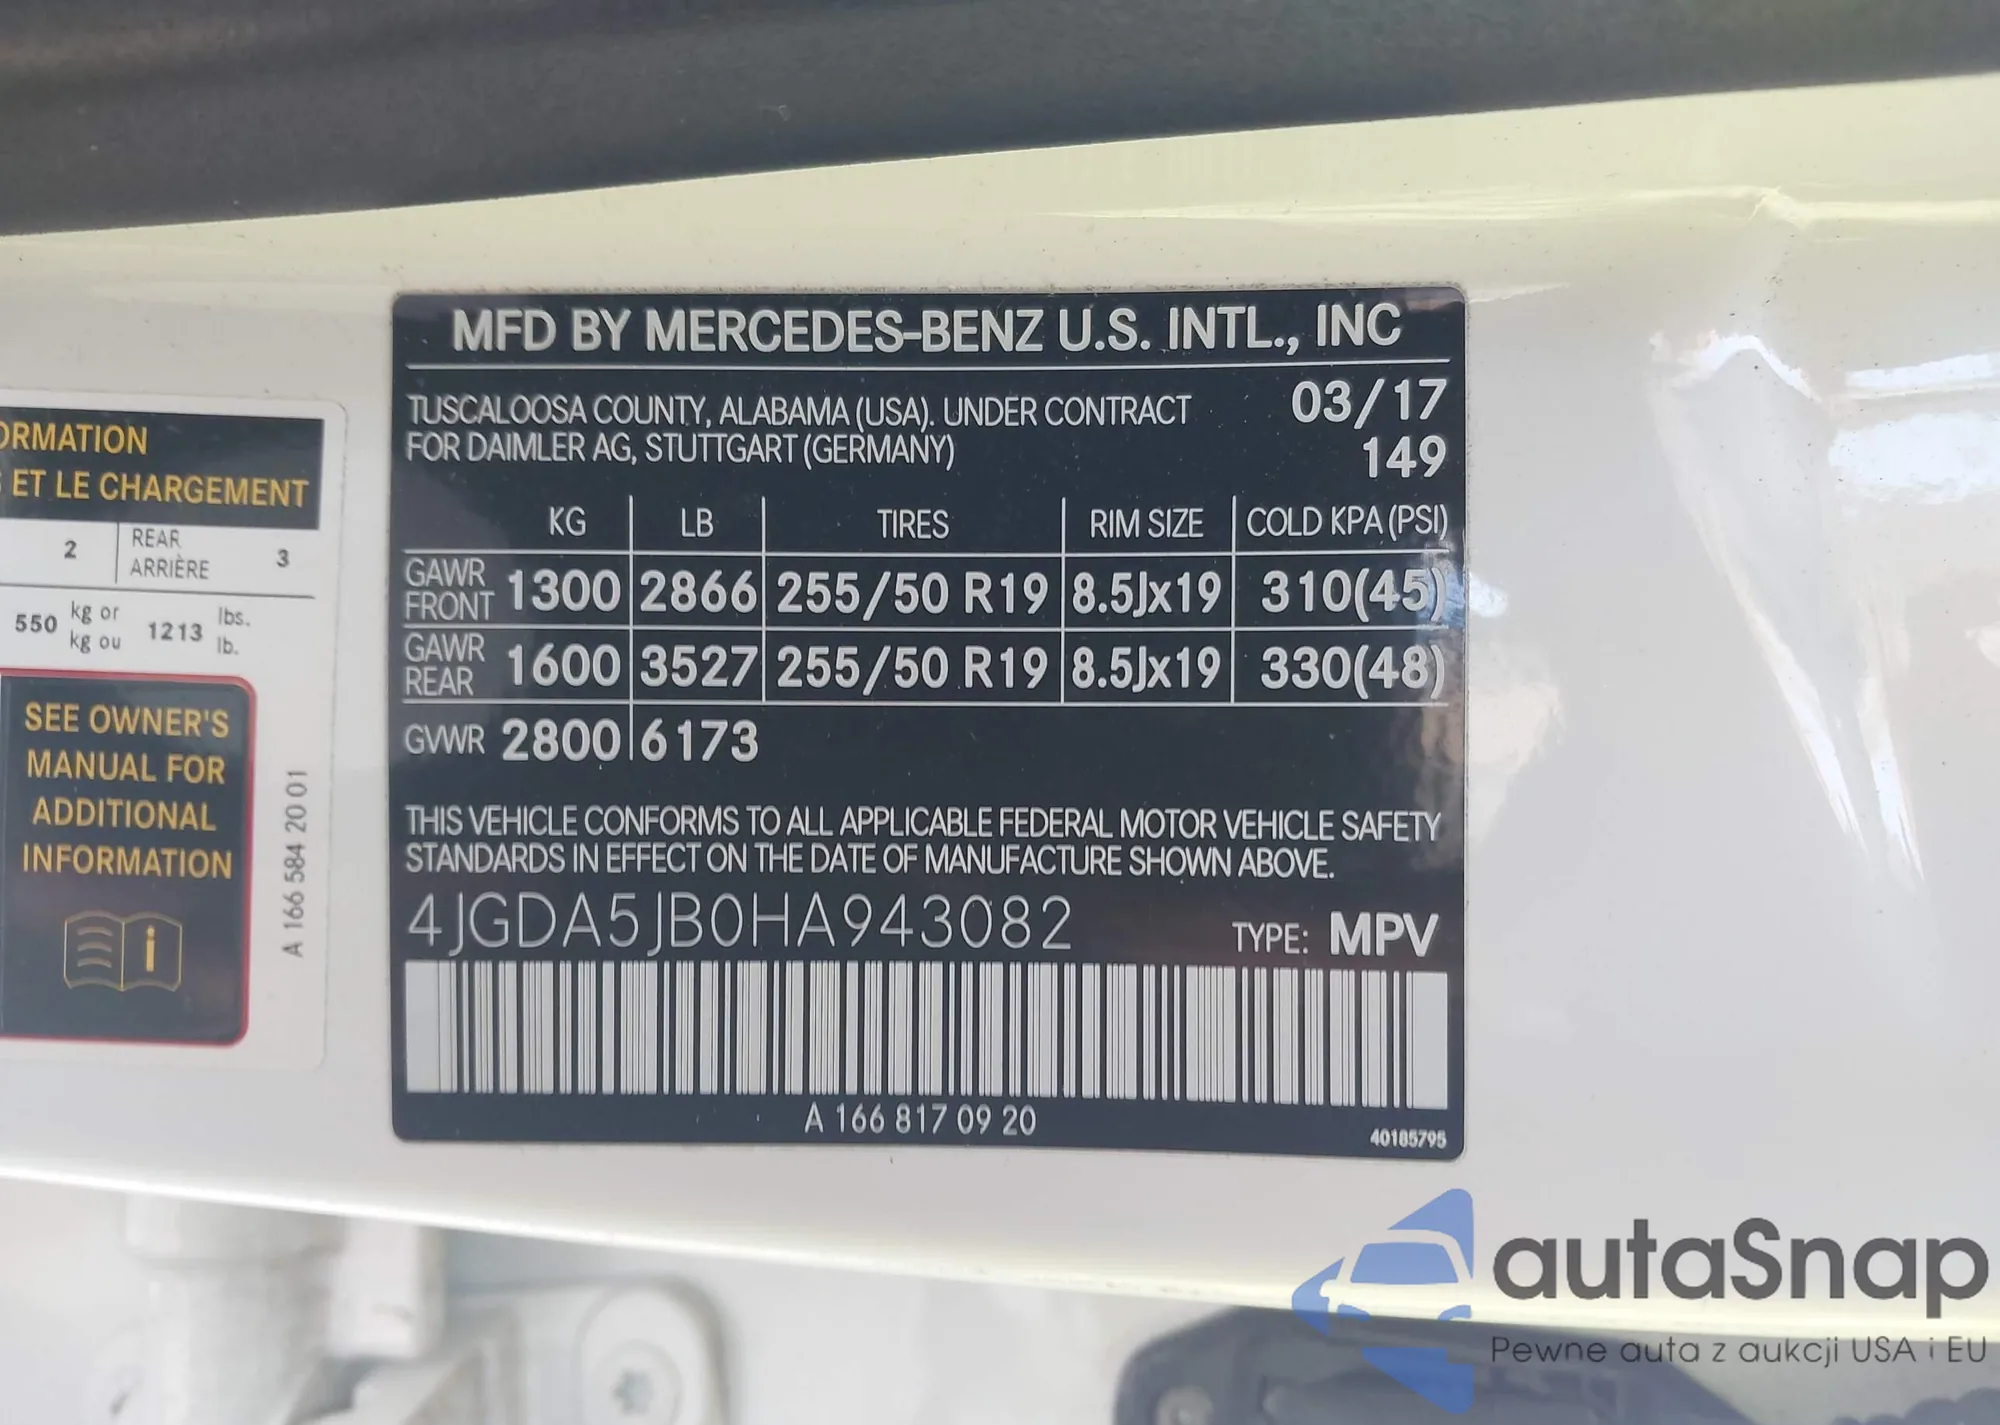 ORMATION
ET LE CHARGEMENT
2 REAR ARRIÈRE 3
550 kg or kg ou 1213 lbs. lb.
SEE OWNER'S
MANUAL FOR
ADDITIONAL
INFORMATION
i
A 166 584 20 01
MFD BY MERCEDES-BENZ U.S. INTL., INC
TUSCALOOSA COUNTY, ALABAMA (USA). UNDER CONTRACT 03/17
FOR DAIMLER AG, STUTTGART (GERMANY) 149
KG LB TIRES RIM SIZE COLD KPA (PSI)
GAWR FRONT 1300 2866 255/50 R19 8.5Jx19 310(45)
GAWR REAR 1600 3527 255/50 R19 8.5Jx19 330(48)
GVWR 2800 6173
THIS VEHICLE CONFORMS TO ALL APPLICABLE FEDERAL MOTOR VEHICLE SAFETY
STANDARDS IN EFFECT ON THE DATE OF MANUFACTURE SHOWN ABOVE.
4JGDA5JB0HA943082 TYPE: MPV
A 166 817 09 20
40185795
autaSnap
Pewne auta z aukcji USA i EU